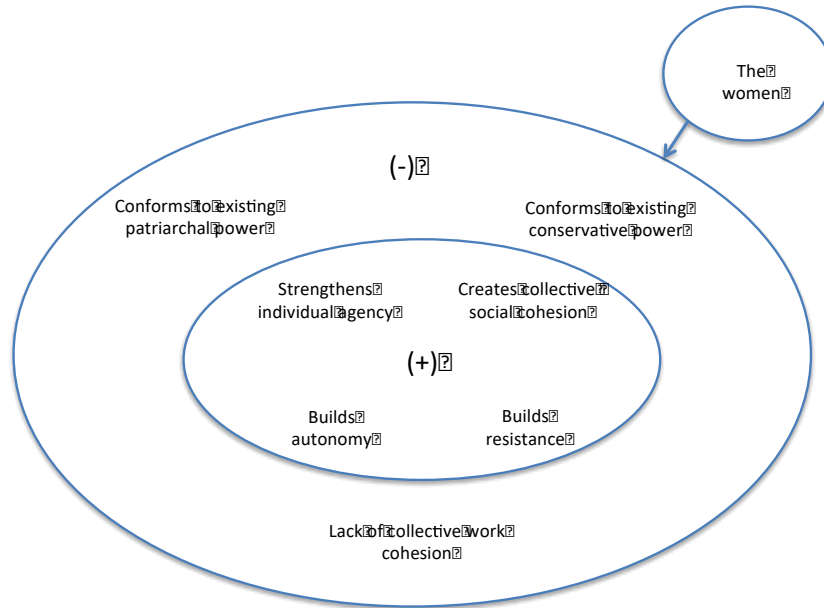 The⍰
women⍰
(-)⍰
Conforms⍰to⍰existing⍰
patriarchal⍰power⍰
Conforms⍰to⍰existing⍰
conservative⍰power⍰
Strengthens⍰
individual⍰agency⍰
Creates⍰collective⍰
social⍰cohesion⍰
(+)⍰
Builds⍰
autonomy⍰
Builds⍰
resistance⍰
Lack⍰of⍰collective⍰work⍰
cohesion⍰